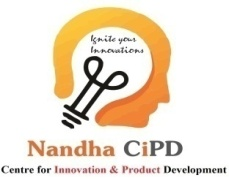 Ignite your
Innovations
Nandha CiPD
Centre for Innovation & Product Development